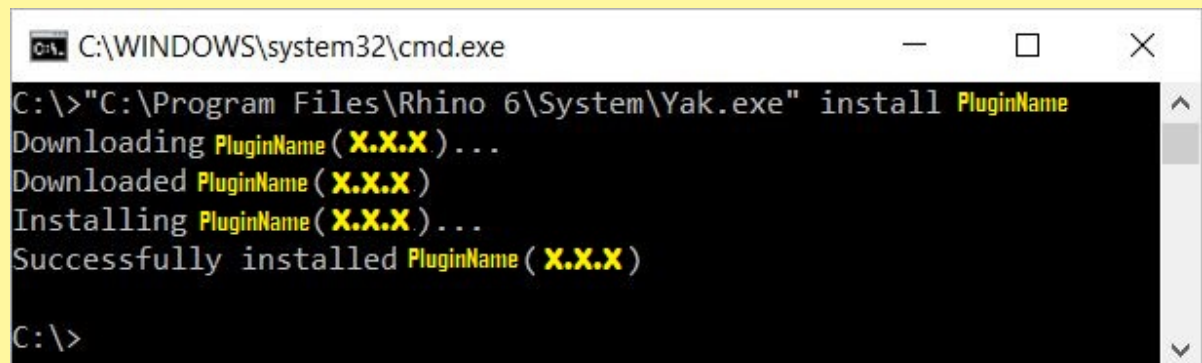 C:\WINDOWS\system32\cmd.exe
C:\>"C:\Program Files\Rhino 6\System\Yak.exe" install PluginName
Downloading PluginName (X.X.X)...
Downloaded PluginName (X.X.X)
Installing PluginName (X.X.X)...
Successfully installed PluginName (X.X.X)
C:\>